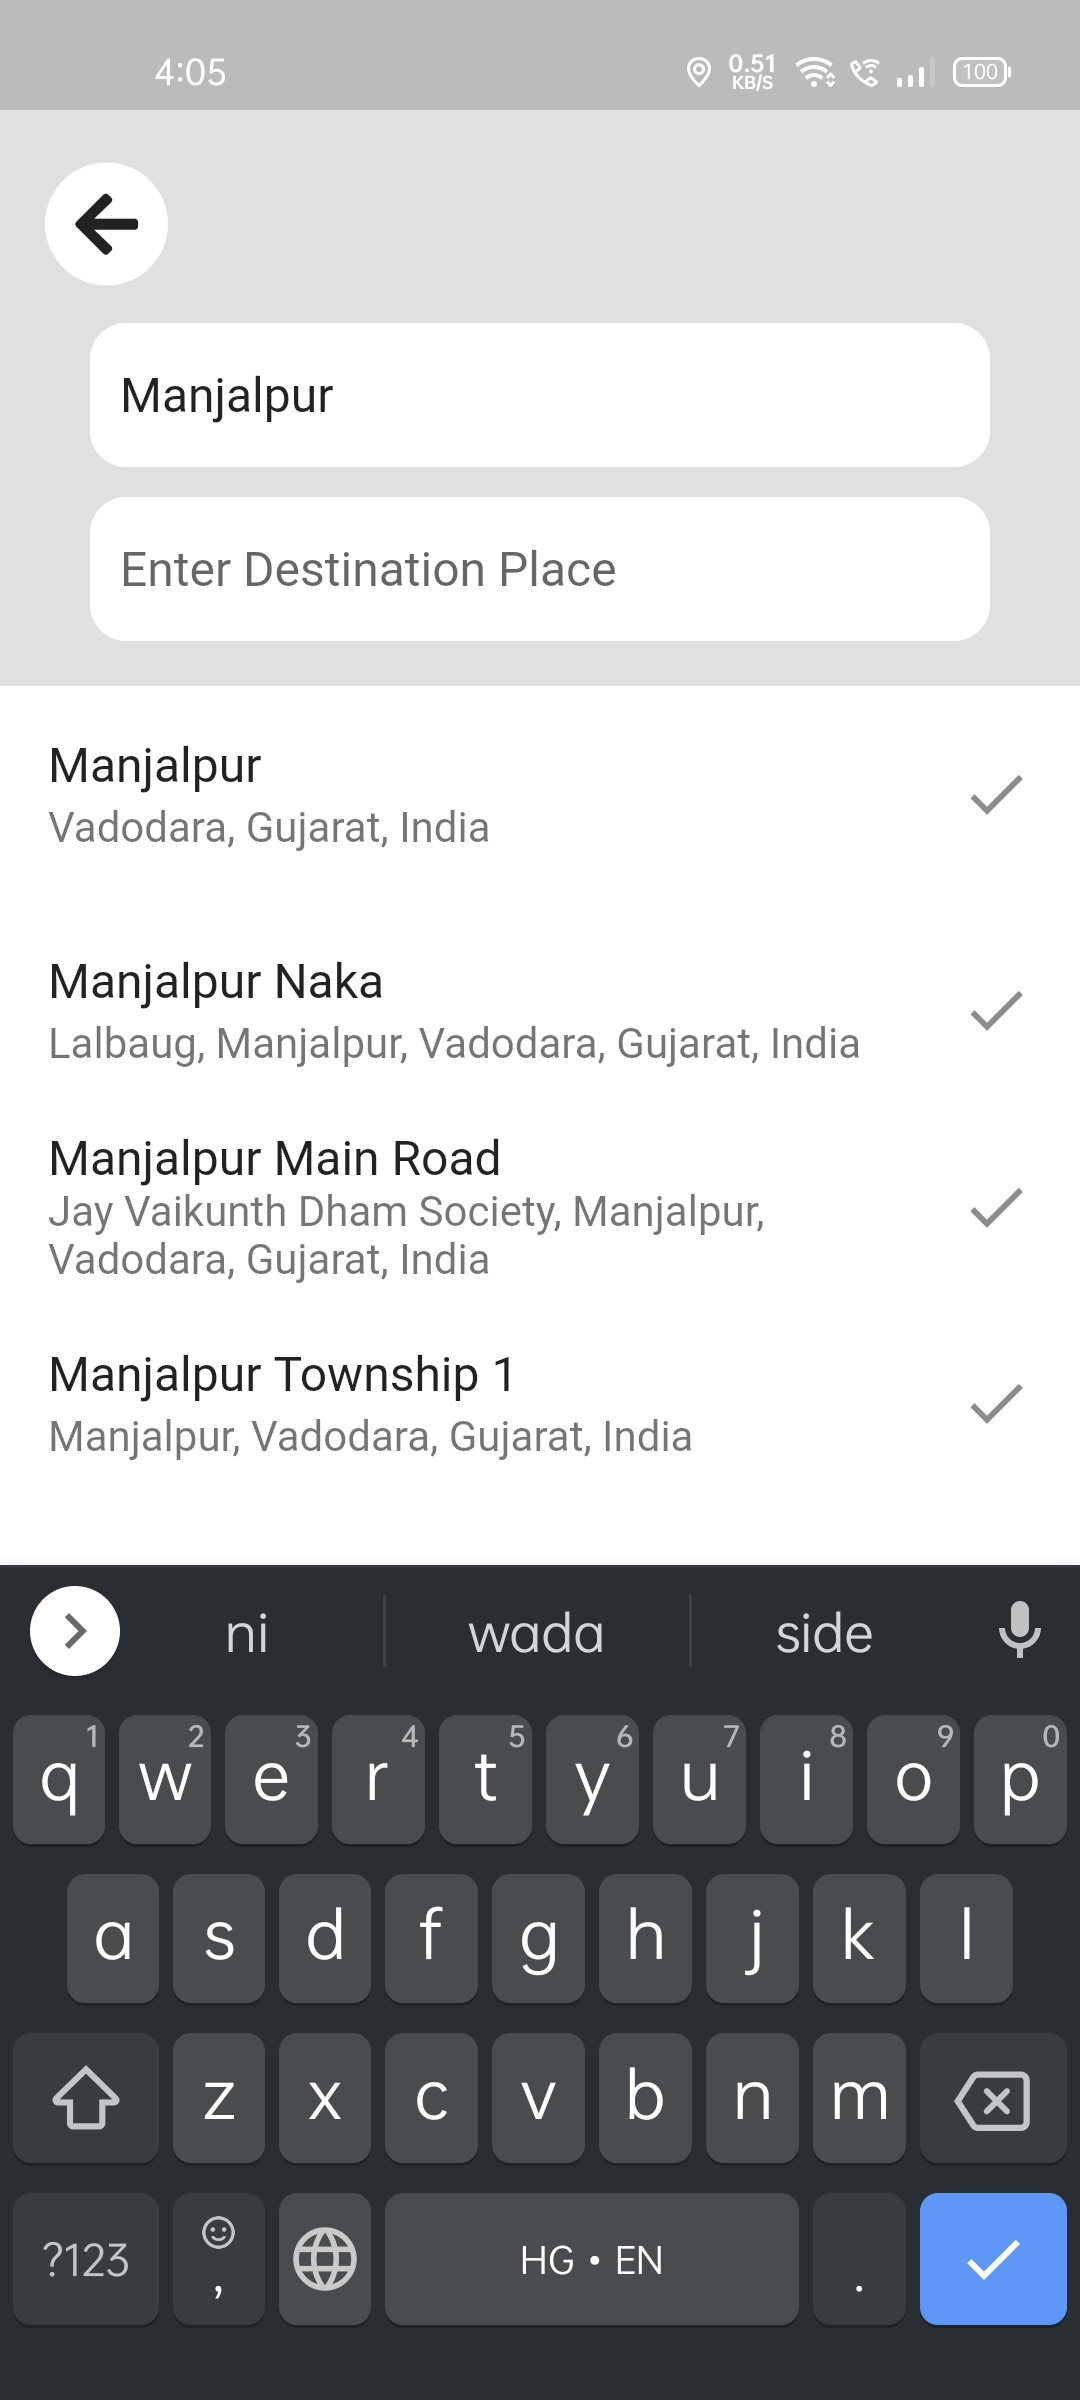 4:05
0.51
KB/S
100
Manjalpur
Enter Destination Place
Manjalpur
Vadodara, Gujarat, India
Manjalpur Naka
Lalbaug, Manjalpur, Vadodara, Gujarat, India
Manjalpur Main Road
Jay Vaikunth Dham Society, Manjalpur,
Vadodara, Gujarat, India
Manjalpur Township 1
Manjalpur, Vadodara, Gujarat, India
ni wada side
1 2 3 4 5 6 7 8 9 0
q w e r t y u i o p
a s d f g h j k l
z x c v b n m
?123 , HG • EN .